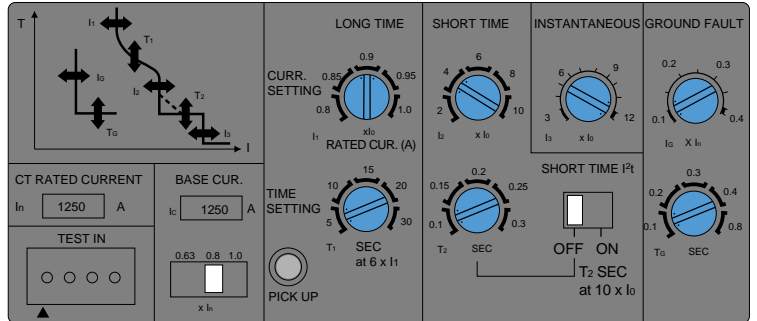 T
I₁
T₁
I_G
I₂
T₂
T_G
I₃
I
CT RATED CURRENT
Iₙ 1250 A
BASE CUR.
I_C 1250 A
TEST IN
0.63 0.8 1.0
x Iₙ
LONG TIME
CURR.
SETTING
0.8
0.85
0.9
0.95
1.0
I₁
xI₀
RATED CUR. (A)
TIME
SETTING
5
10
15
20
30
T₁
SEC
at 6 x I₁
PICK UP
SHORT TIME
2
4
6
8
10
I₂
x I₀
0.1
0.15
0.2
0.25
0.3
T₂
SEC
INSTANTANEOUS
3
6
9
12
I₃
x I₀
SHORT TIME I²t
OFF ON
T₂ SEC
at 10 x I₀
GROUND FAULT
0.1
0.2
0.3
0.4
I_G
X Iₙ
0.1
0.2
0.3
0.4
0.8
T_G
SEC